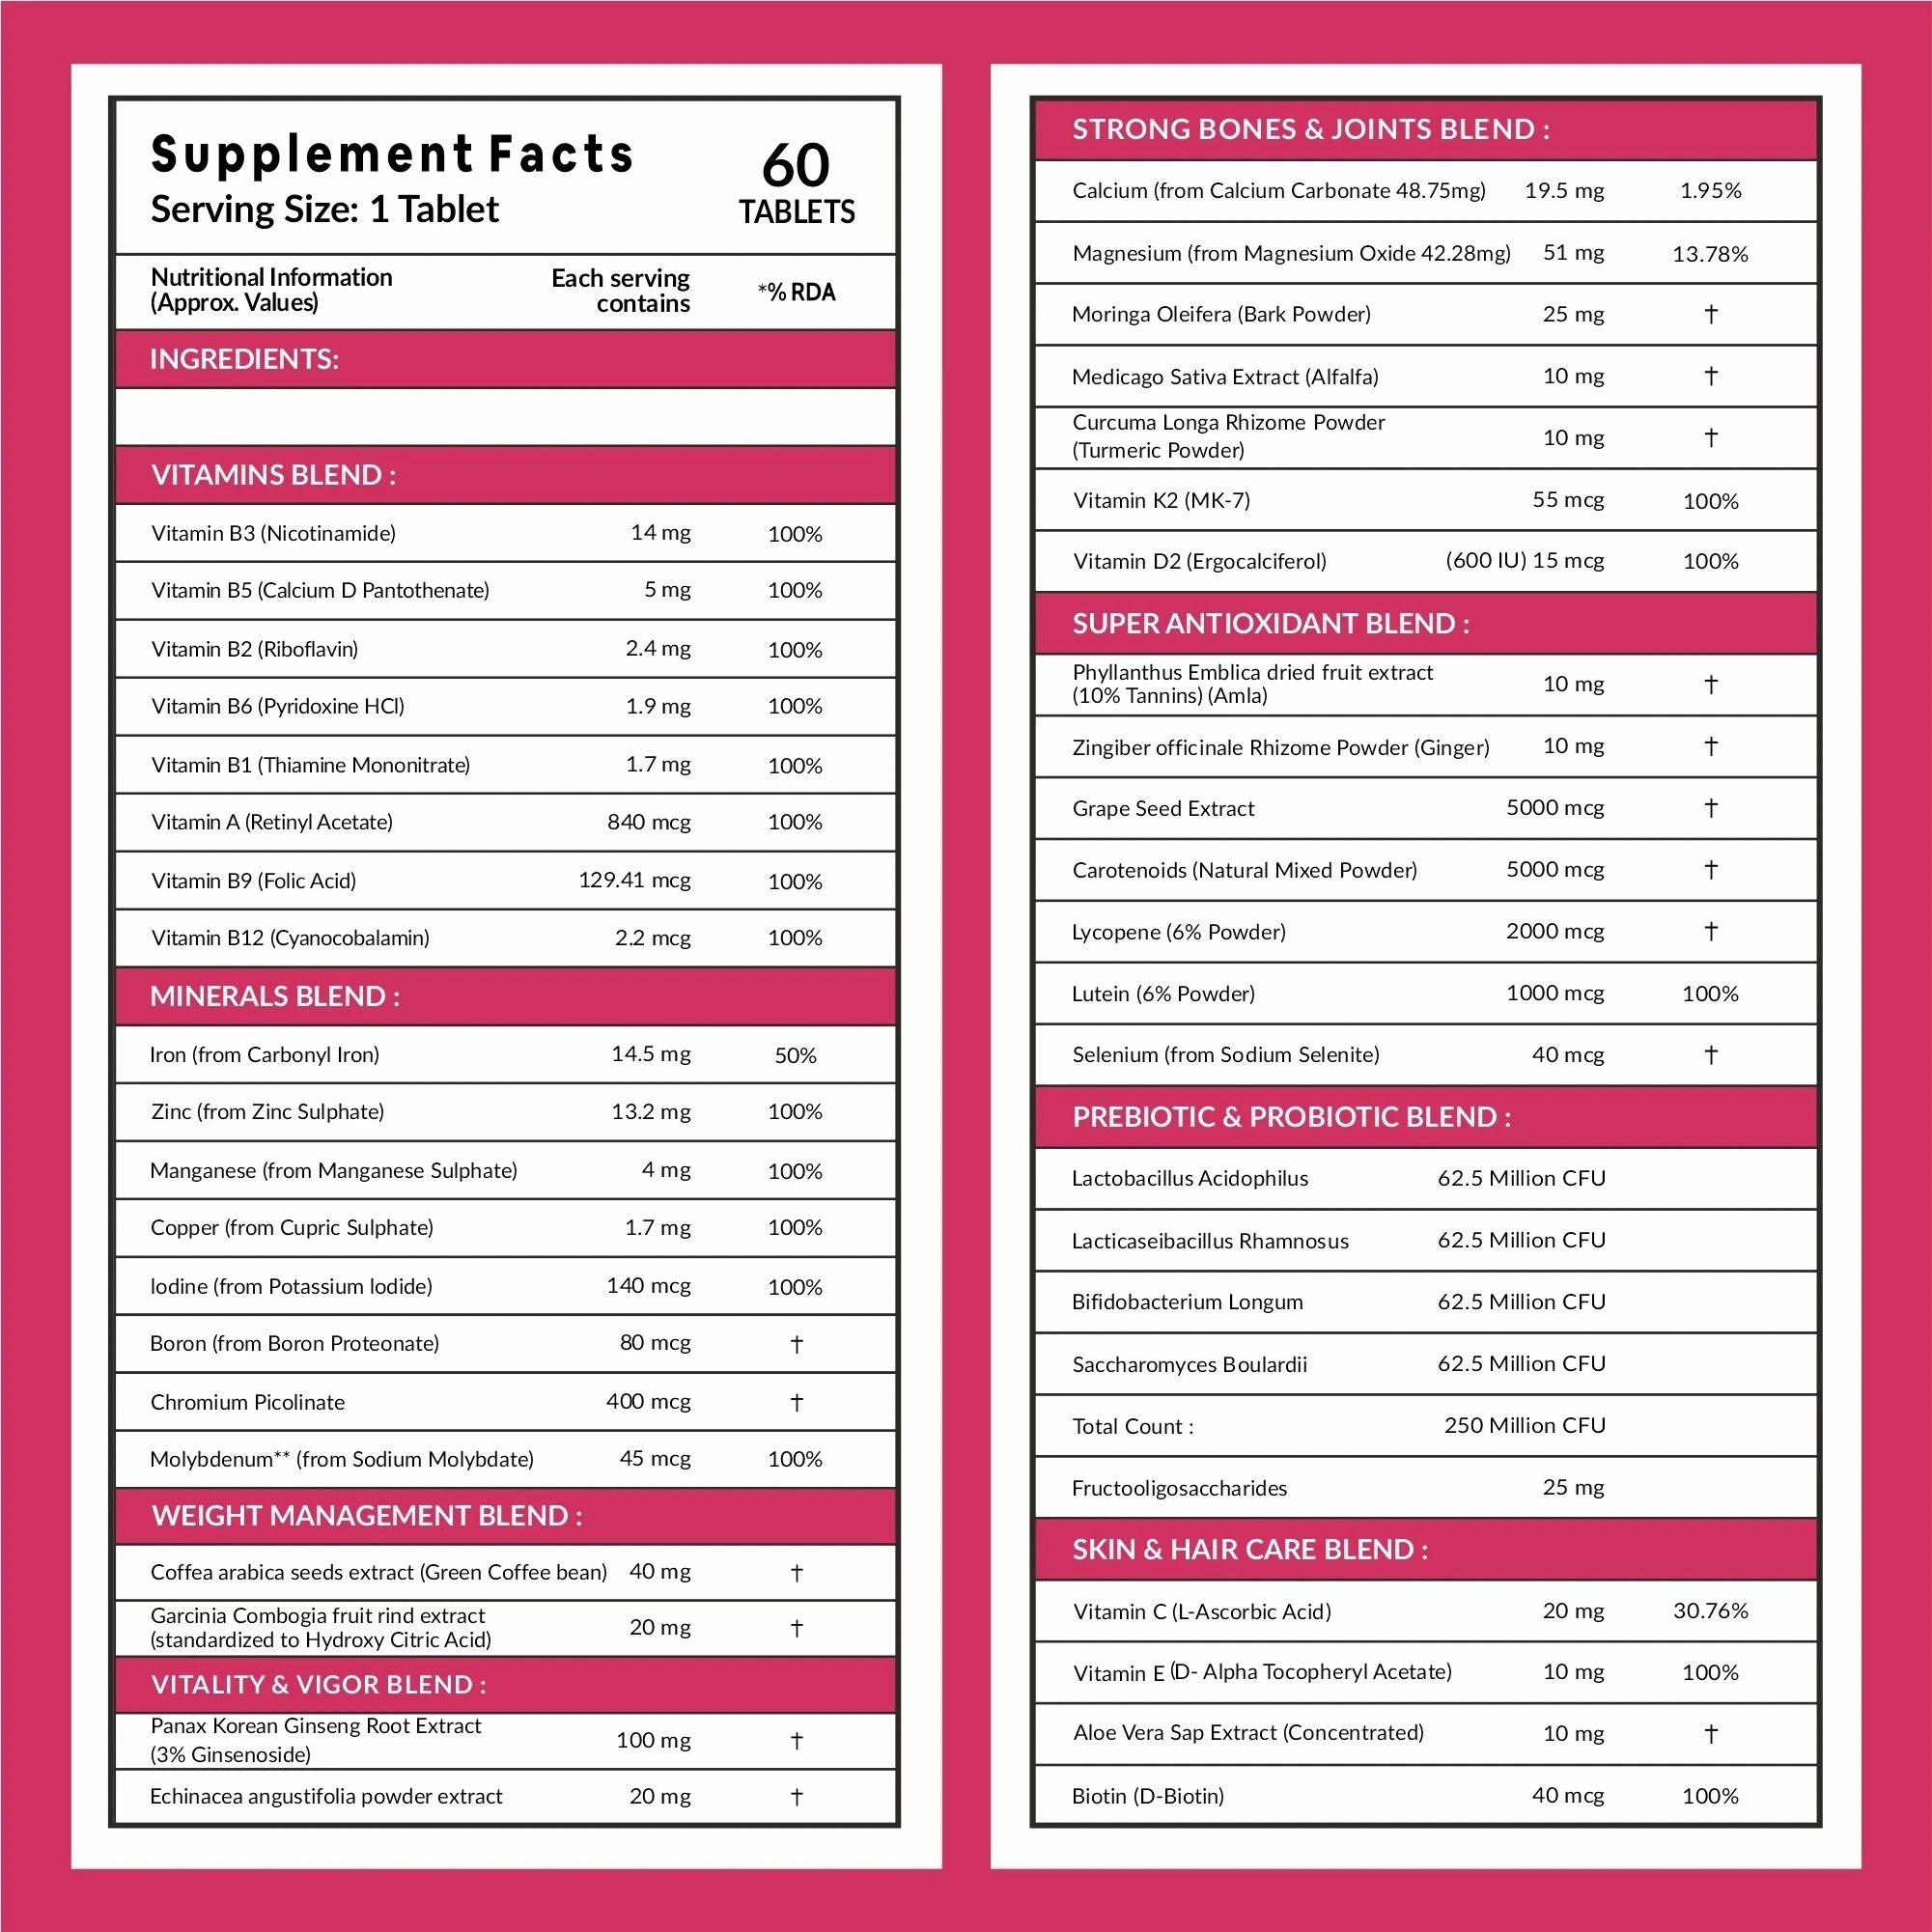 Supplement Facts
Serving Size: 1 Tablet
60
TABLETS
Nutritional Information
(Approx. Values)
Each serving
contains
*% RDA
INGREDIENTS:
VITAMINS BLEND :
Vitamin B3 (Nicotinamide) 14 mg 100%
Vitamin B5 (Calcium D Pantothenate) 5 mg 100%
Vitamin B2 (Riboflavin) 2.4 mg 100%
Vitamin B6 (Pyridoxine HCl) 1.9 mg 100%
Vitamin B1 (Thiamine Mononitrate) 1.7 mg 100%
Vitamin A (Retinyl Acetate) 840 mcg 100%
Vitamin B9 (Folic Acid) 129.41 mcg 100%
Vitamin B12 (Cyanocobalamin) 2.2 mcg 100%
MINERALS BLEND :
Iron (from Carbonyl Iron) 14.5 mg 50%
Zinc (from Zinc Sulphate) 13.2 mg 100%
Manganese (from Manganese Sulphate) 4 mg 100%
Copper (from Cupric Sulphate) 1.7 mg 100%
Iodine (from Potassium Iodide) 140 mcg 100%
Boron (from Boron Proteonate) 80 mcg †
Chromium Picolinate 400 mcg †
Molybdenum** (from Sodium Molybdate) 45 mcg 100%
WEIGHT MANAGEMENT BLEND :
Coffea arabica seeds extract (Green Coffee bean) 40 mg †
Garcinia Combogia fruit rind extract
(standardized to Hydroxy Citric Acid) 20 mg †
VITALITY & VIGOR BLEND :
Panax Korean Ginseng Root Extract
(3% Ginsenoside) 100 mg †
Echinacea angustifolia powder extract 20 mg †
STRONG BONES & JOINTS BLEND :
Calcium (from Calcium Carbonate 48.75mg) 19.5 mg 1.95%
Magnesium (from Magnesium Oxide 42.28mg) 51 mg 13.78%
Moringa Oleifera (Bark Powder) 25 mg †
Medicago Sativa Extract (Alfalfa) 10 mg †
Curcuma Longa Rhizome Powder
(Turmeric Powder) 10 mg †
Vitamin K2 (MK-7) 55 mcg 100%
Vitamin D2 (Ergocalciferol) (600 IU) 15 mcg 100%
SUPER ANTIOXIDANT BLEND :
Phyllanthus Emblica dried fruit extract
(10% Tannins) (Amla) 10 mg †
Zingiber officinale Rhizome Powder (Ginger) 10 mg †
Grape Seed Extract 5000 mcg †
Carotenoids (Natural Mixed Powder) 5000 mcg †
Lycopene (6% Powder) 2000 mcg †
Lutein (6% Powder) 1000 mcg 100%
Selenium (from Sodium Selenite) 40 mcg †
PREBIOTIC & PROBIOTIC BLEND :
Lactobacillus Acidophilus 62.5 Million CFU
Lacticaseibacillus Rhamnosus 62.5 Million CFU
Bifidobacterium Longum 62.5 Million CFU
Saccharomyces Boulardii 62.5 Million CFU
Total Count : 250 Million CFU
Fructooligosaccharides 25 mg
SKIN & HAIR CARE BLEND :
Vitamin C (L-Ascorbic Acid) 20 mg 30.76%
Vitamin E (D- Alpha Tocopheryl Acetate) 10 mg 100%
Aloe Vera Sap Extract (Concentrated) 10 mg †
Biotin (D-Biotin) 40 mcg 100%